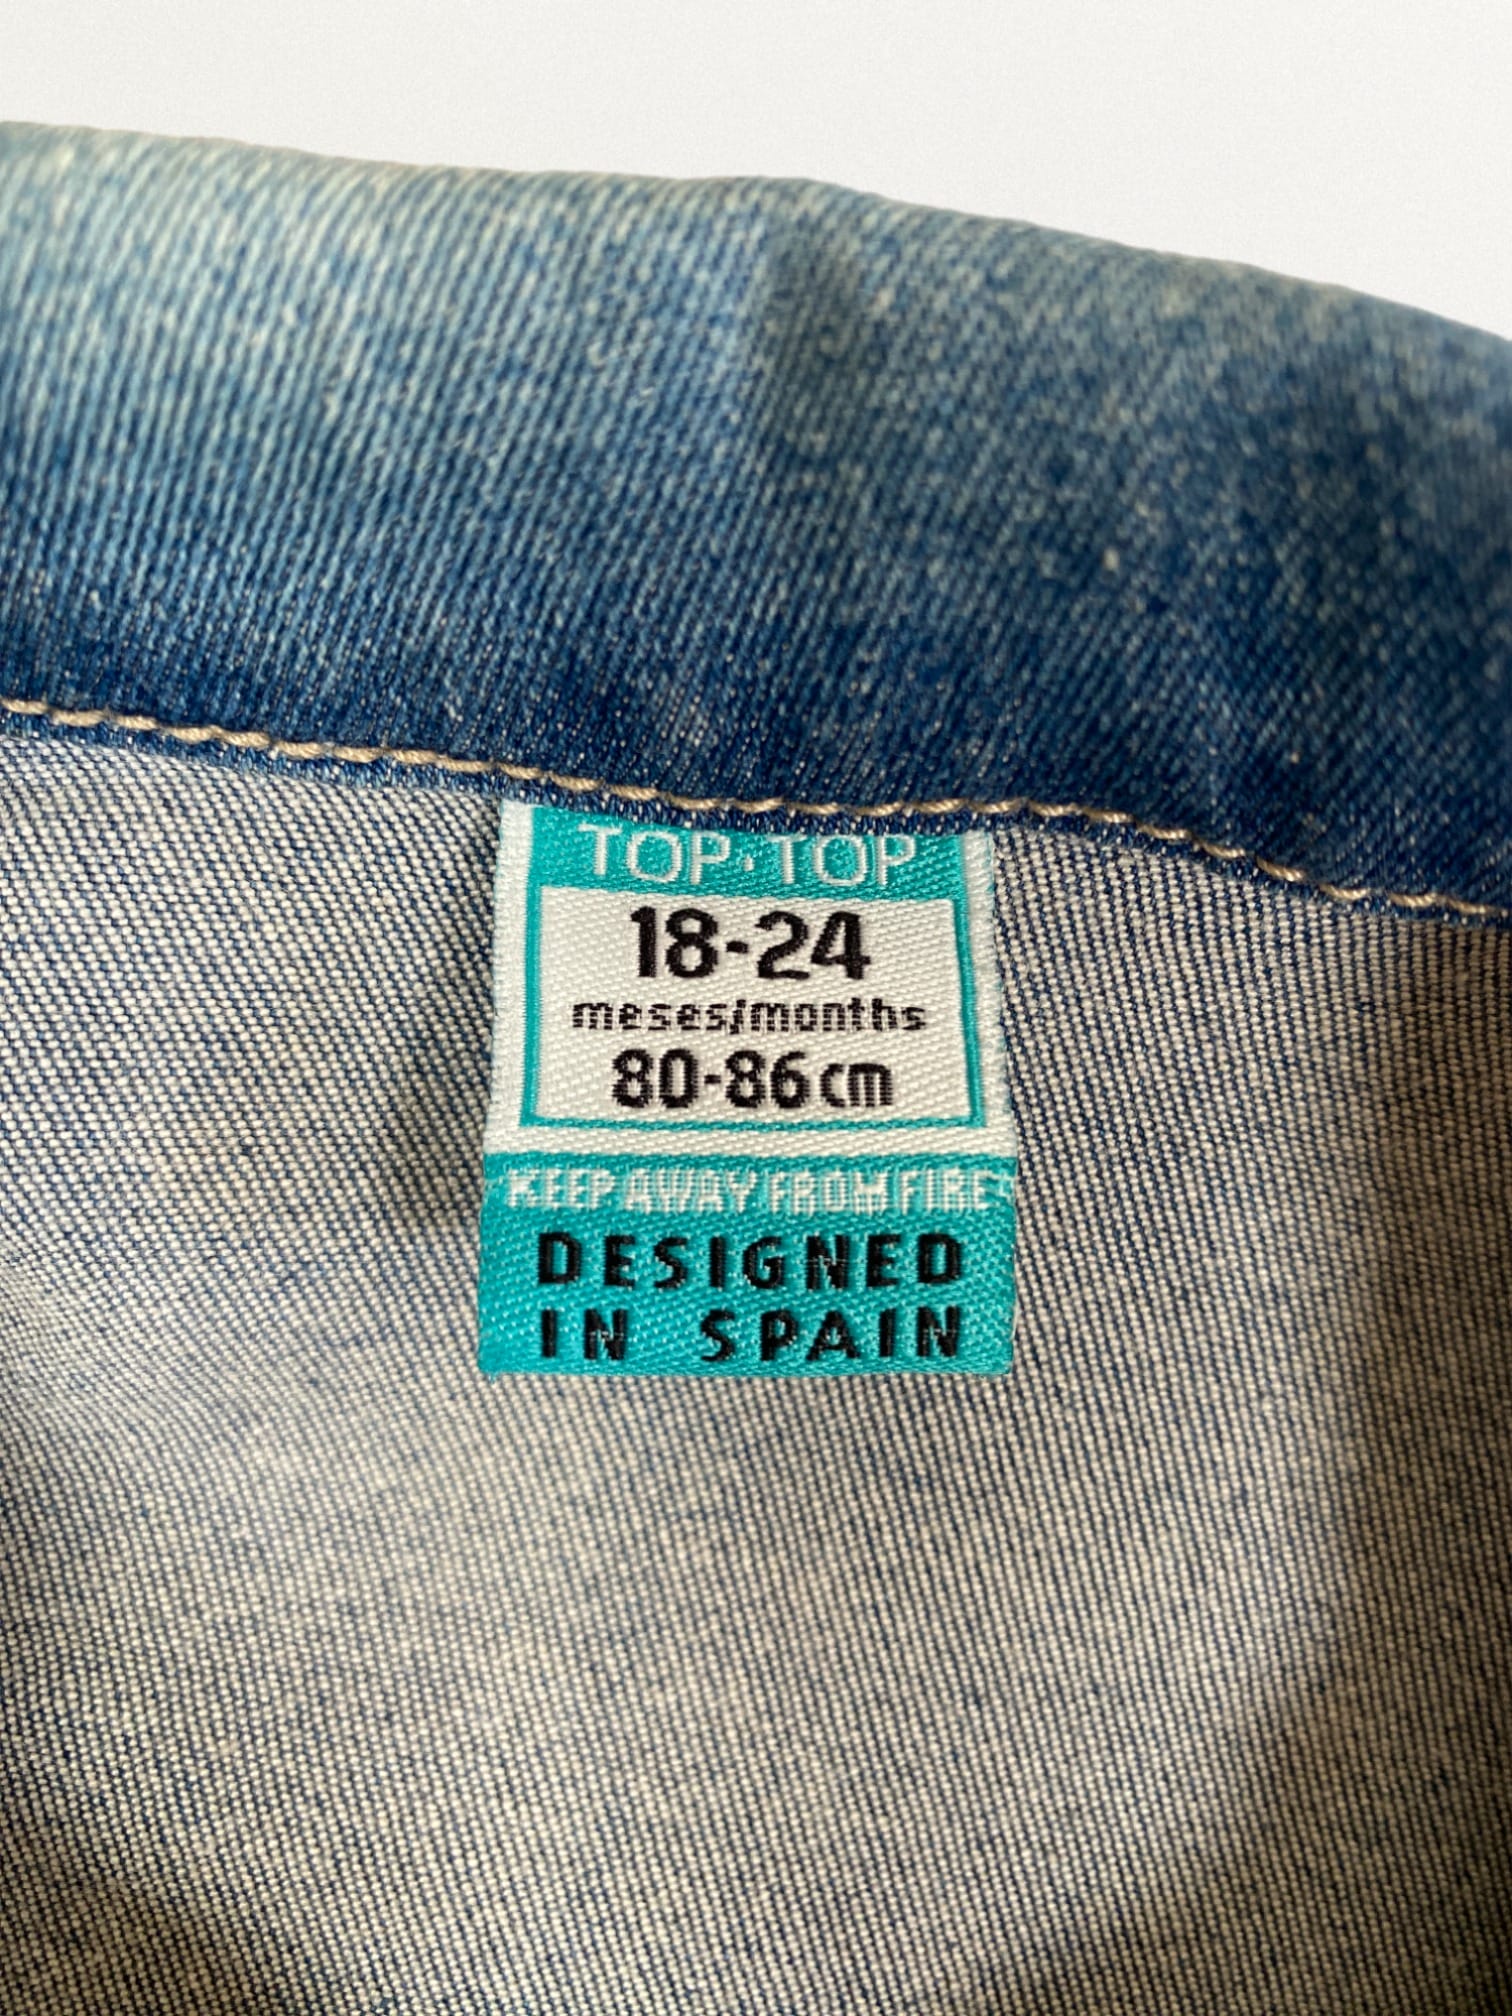 TOP·TOP
18-24
meses/months
80-86cm
KEEP AWAY FROM FIRE
DESIGNED
IN SPAIN